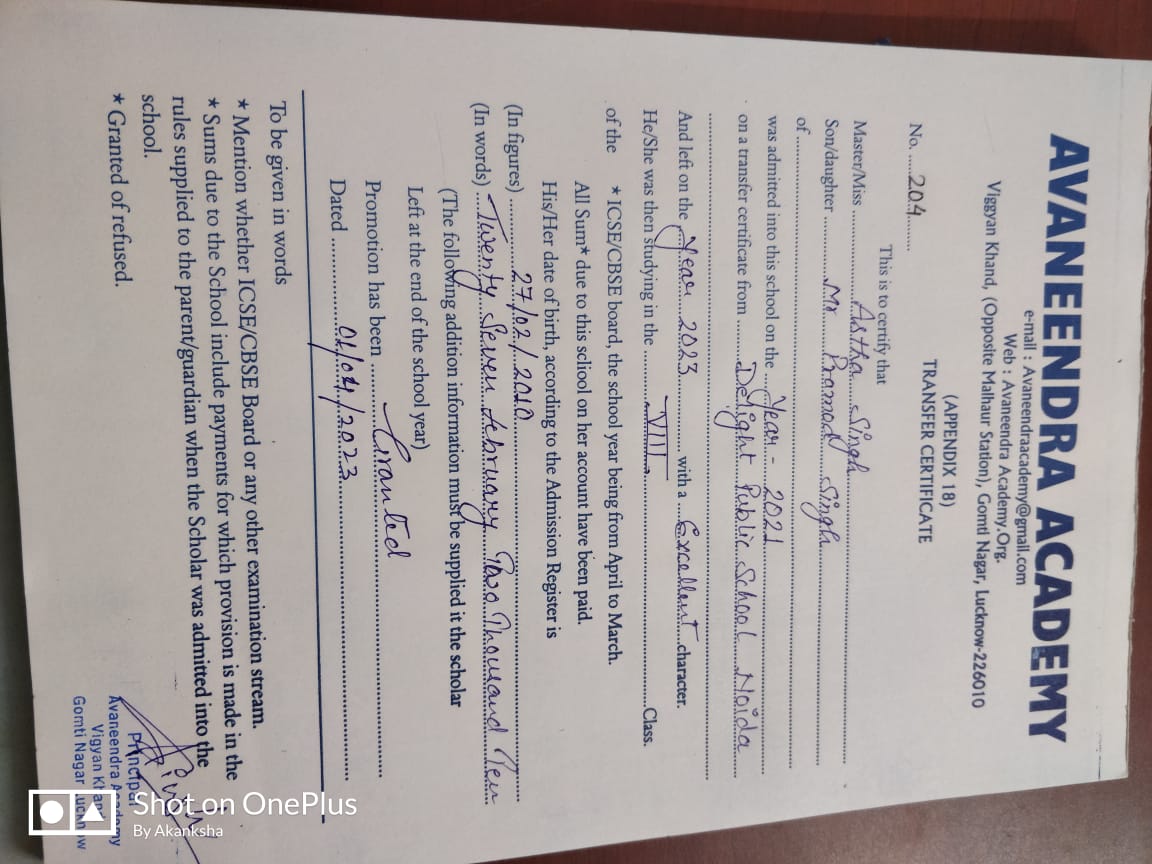 AVANEENDRA ACADEMY
e-mail : Avaneendraacademy@gmail.com
Web : Avaneendra Academy.Org.
Viggyan Khand, (Opposite Malhaur Station), Gomti Nagar, Lucknow-226010
(APPENDIX 18)
TRANSFER CERTIFICATE
No. .....204.........
This is to certify that
Master/Miss ..... Astha Singh .....
Son/daughter ..... Mr Pramod Singh .....
of .....
was admitted into this school on the ... Year - 2021 .....
on a transfer certificate from ..... Delight Public School Noida .....
And left on the Year 2023 ..... with a ... Excellent ... character.
He/She was then studying in the ..... VIII ..... Class.
of the * ICSE/CBSE board, the school year being from April to March.
All Sum* due to this scliool on her account have been paid.
His/Her date of birth, according to the Admission Register is
(In figures) ..... 27/02/2010 .....
(In words) Twenty Seven february Two Thousand Ten
(The following addition information must be supplied it the scholar
Left at the end of the school year)
Promotion has been ..... Granted .....
Dated ..... 01/04/2023 .....
To be given in words
* Mention whether ICSE/CBSE Board or any other examination stream.
* Sums due to the School include payments for which provision is made in the
rules supplied to the parent/guardian when the Scholar was admitted into the
school.
* Granted of refused.
Principal
Avaneendra Academy
Vigyan Khand
Gomti Nagar Lucknow
Shot on OnePlus
By Akanksha